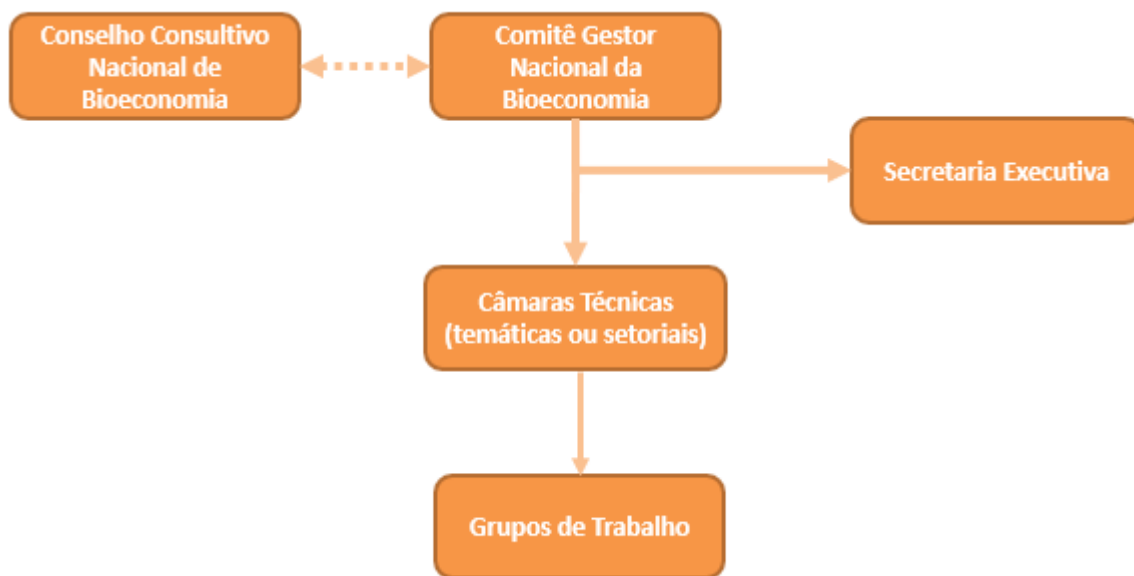 Conselho Consultivo
Nacional de
Bioeconomia
Comitê Gestor
Nacional da
Bioeconomia
Secretaria Executiva
Câmaras Técnicas
(temáticas ou setoriais)
Grupos de Trabalho